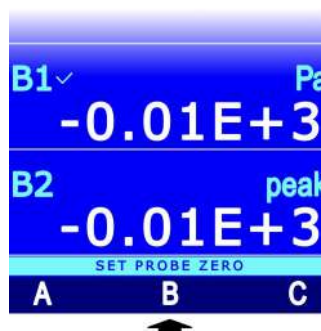 B1✓ Pa
-0.01E+3
B2 peak
-0.01E+3
SET PROBE ZERO
A B C